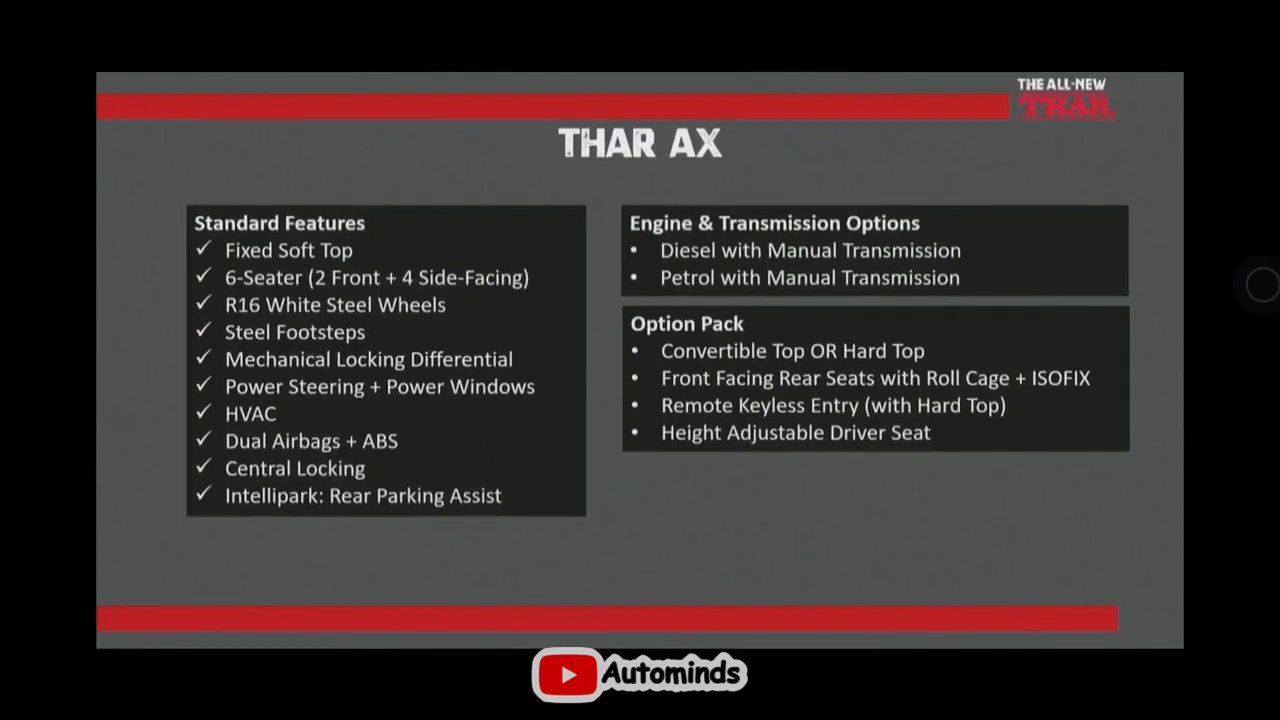 THE ALL-NEW
THAR
THAR AX
Standard Features
✓ Fixed Soft Top
✓ 6-Seater (2 Front + 4 Side-Facing)
✓ R16 White Steel Wheels
✓ Steel Footsteps
✓ Mechanical Locking Differential
✓ Power Steering + Power Windows
✓ HVAC
✓ Dual Airbags + ABS
✓ Central Locking
✓ Intellipark: Rear Parking Assist
Engine & Transmission Options
• Diesel with Manual Transmission
• Petrol with Manual Transmission
Option Pack
• Convertible Top OR Hard Top
• Front Facing Rear Seats with Roll Cage + ISOFIX
• Remote Keyless Entry (with Hard Top)
• Height Adjustable Driver Seat
Autominds